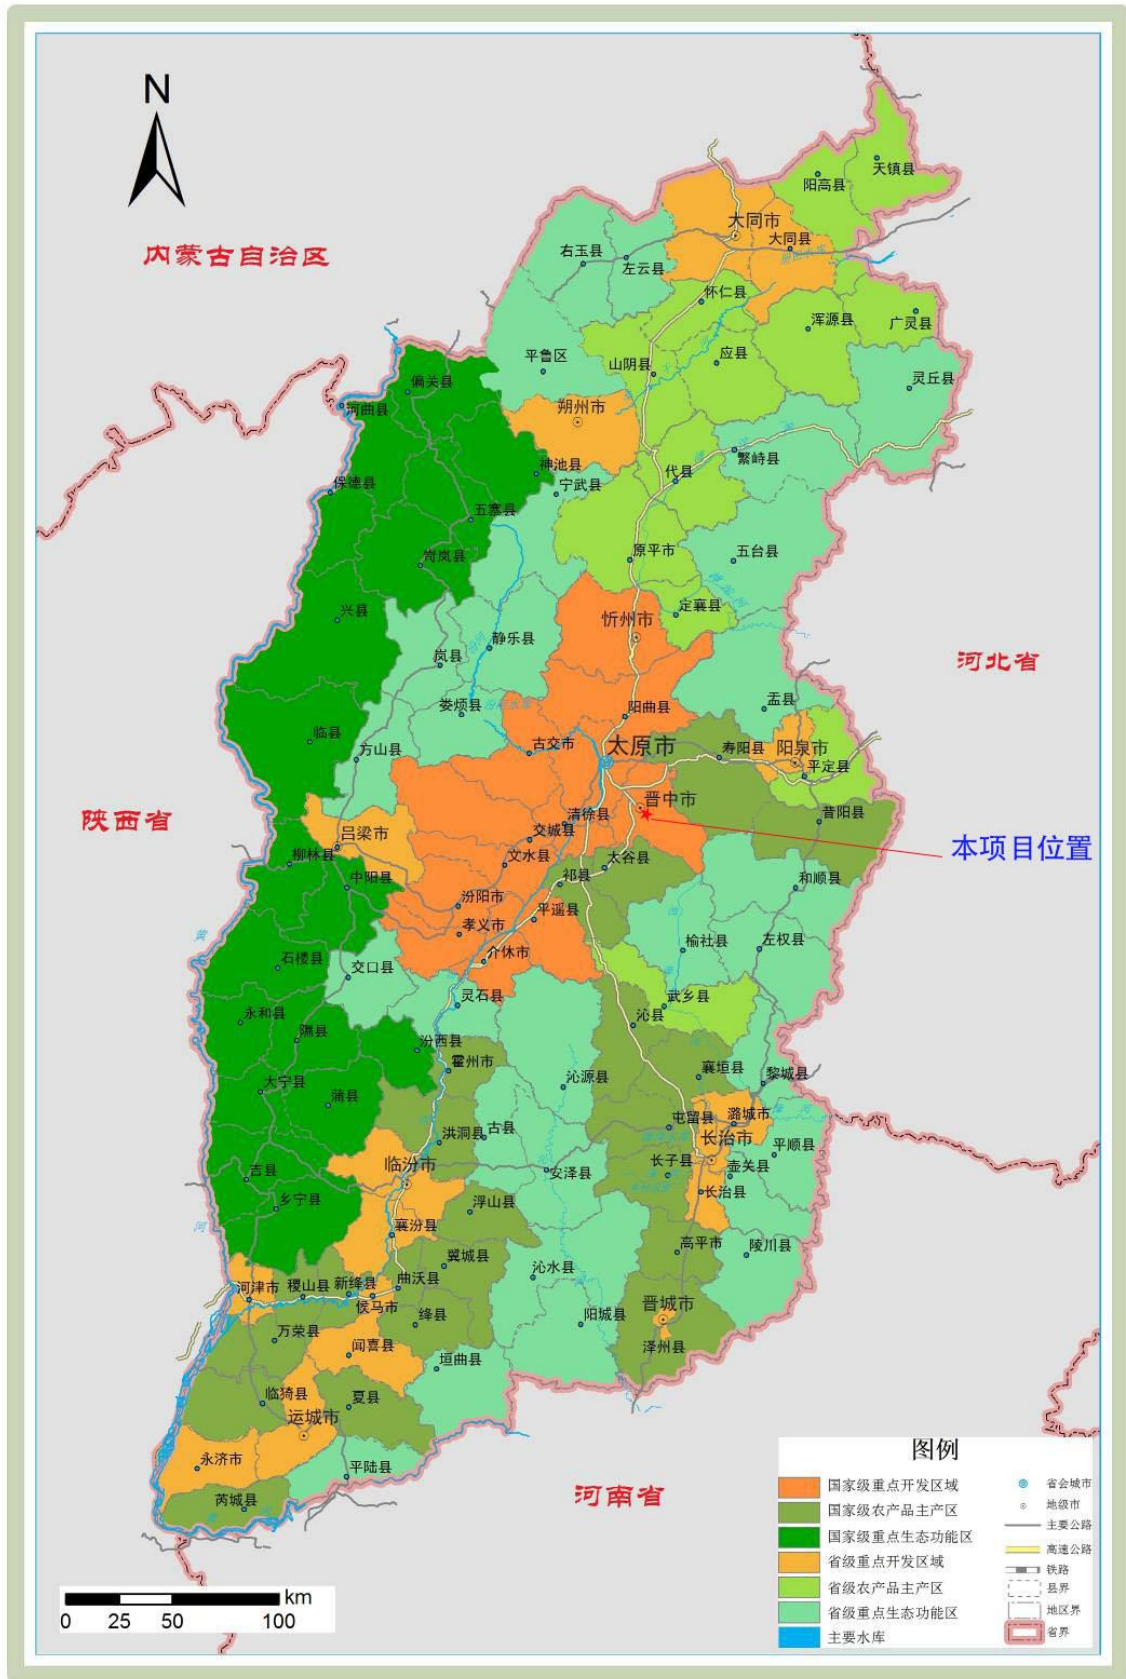 N
天镇县
阳高县
大同市
大同县
内蒙古自治区
右玉县
左云县
怀仁县
浑源县
广灵县
平鲁区
山阴县
应县
灵丘县
偏关县
河曲县
朔州市
繁峙县
神池县
代县
保德县
宁武县
五寨县
岢岚县
原平市
五台县
定襄县
兴县
忻州市
静乐县
河北省
岚县
娄烦县
阳曲县
盂县
临县
方山县
古交市
太原市
寿阳县
阳泉市
平定县
陕西省
吕梁市
清徐县
晋中市
昔阳县
交城县
本项目位置
柳林县
文水县
太谷县
中阳县
祁县
和顺县
汾阳市
平遥县
孝义市
榆社县
左权县
黄
介休市
石楼县
交口县
灵石县
武乡县
永和县
沁县
隰县
汾西县
霍州市
襄垣县
黎城县
大宁县
沁源县
蒲县
潞城市
屯留县
洪洞县
古县
长治市
平顺县
临汾市
长子县
壶关县
吉县
安泽县
长治县
乡宁县
浮山县
河
襄汾县
高平市
陵川县
翼城县
沁水县
河津市
稷山县
新绛县
曲沃县
侯马市
晋城市
绛县
阳城县
万荣县
泽州县
闻喜县
垣曲县
临猗县
夏县
运城市
永济市
平陆县
芮城县
河南省
图例
国家级重点开发区域
国家级农产品主产区
国家级重点生态功能区
省级重点开发区域
省级农产品主产区
省级重点生态功能区
主要水库
省会城市
地级市
主要公路
高速公路
铁路
县界
地区界
省界
km
0 25 50 100